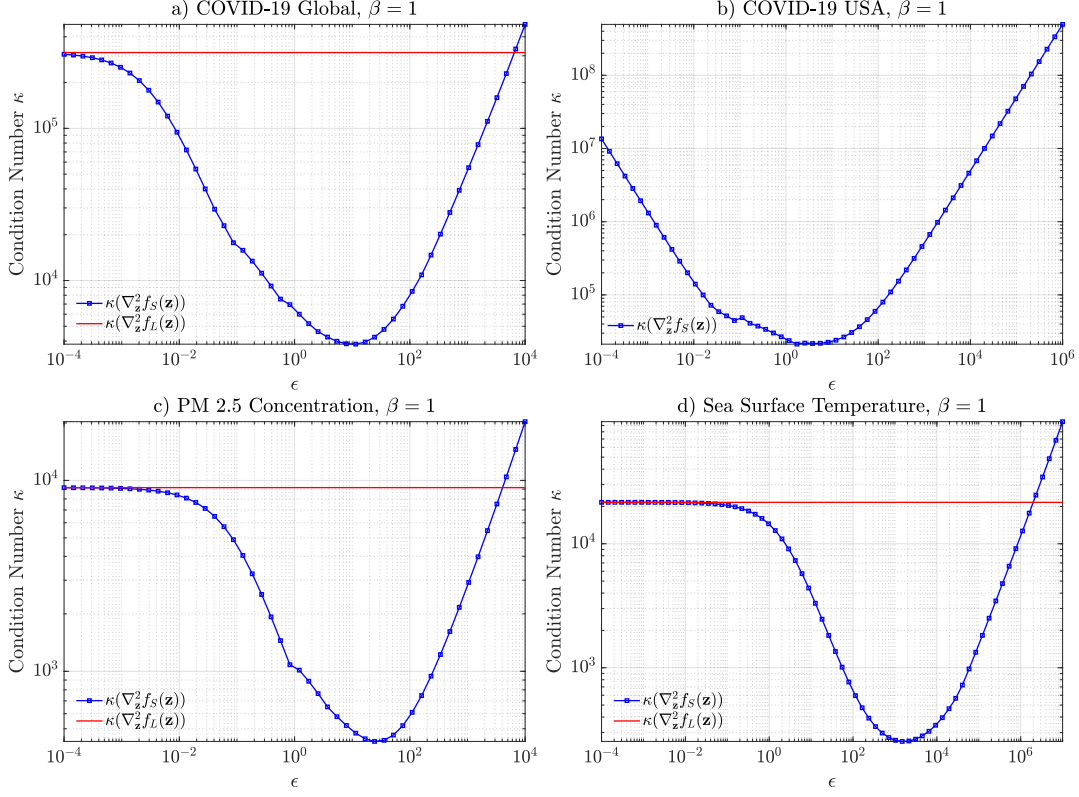 a) COVID-19 Global, β = 1
Condition Number κ
10^5
10^4
κ(∇²_z f_S(z))
κ(∇²_z f_L(z))
10^−4 10^−2 10^0 10^2 10^4
ϵ
b) COVID-19 USA, β = 1
Condition Number κ
10^8
10^7
10^6
10^5
κ(∇²_z f_S(z))
10^−4 10^−2 10^0 10^2 10^4 10^6
ϵ
c) PM 2.5 Concentration, β = 1
Condition Number κ
10^4
10^3
κ(∇²_z f_S(z))
κ(∇²_z f_L(z))
10^−4 10^−2 10^0 10^2 10^4
ϵ
d) Sea Surface Temperature, β = 1
Condition Number κ
10^4
10^3
κ(∇²_z f_S(z))
κ(∇²_z f_L(z))
10^−4 10^−2 10^0 10^2 10^4 10^6
ϵ